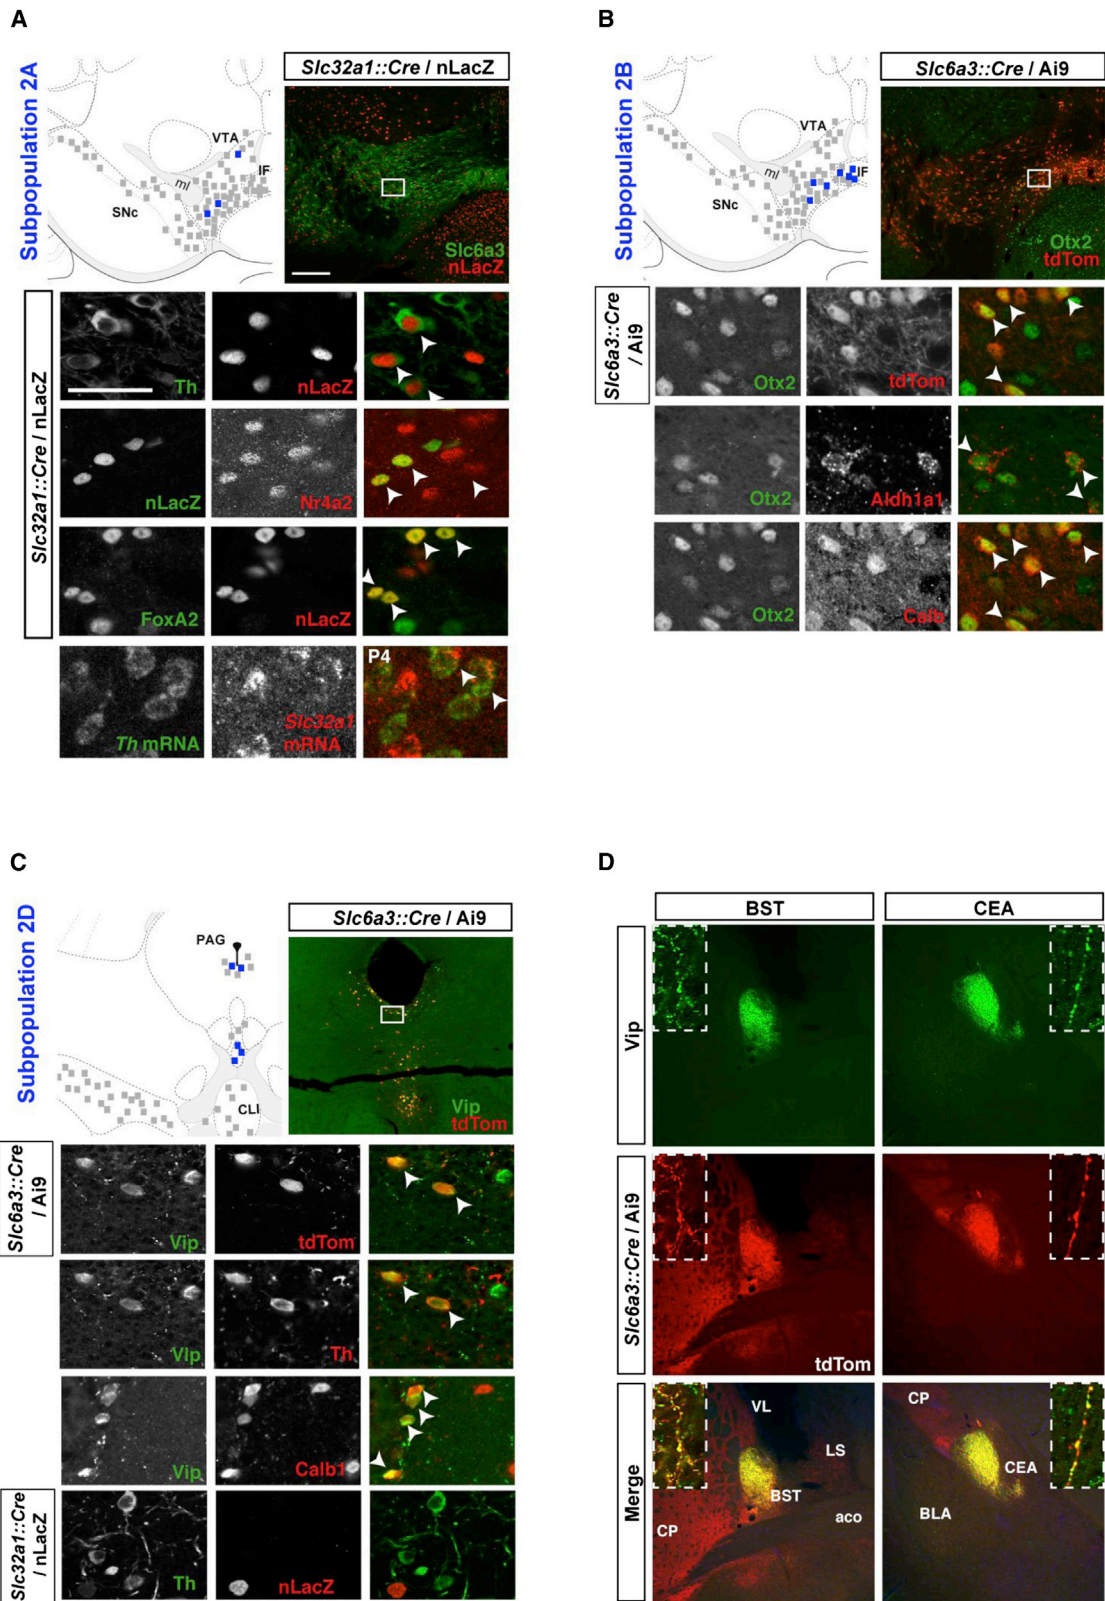 A
Subpopulation 2A
VTA
IF
ml
SNc
Slc32a1::Cre / nLacZ
Slc6a3
nLacZ
Slc32a1::Cre / nLacZ
Th
nLacZ
nLacZ
Nr4a2
FoxA2
nLacZ
Th mRNA
Slc32a1
mRNA
P4
B
Subpopulation 2B
VTA
IF
ml
SNc
Slc6a3::Cre / Ai9
Otx2
tdTom
Slc6a3::Cre
/ Ai9
Otx2
tdTom
Otx2
Aldh1a1
Otx2
Calb
C
Subpopulation 2D
PAG
CLI
Slc6a3::Cre / Ai9
Vip
tdTom
Slc6a3::Cre
/ Ai9
Vip
tdTom
Vip
Th
Vip
Calb1
Slc32a1::Cre
/ nLacZ
Th
nLacZ
D
BST
CEA
Vip
Slc6a3::Cre / Ai9
tdTom
Merge
VL
LS
BST
aco
CP
CP
CEA
BLA